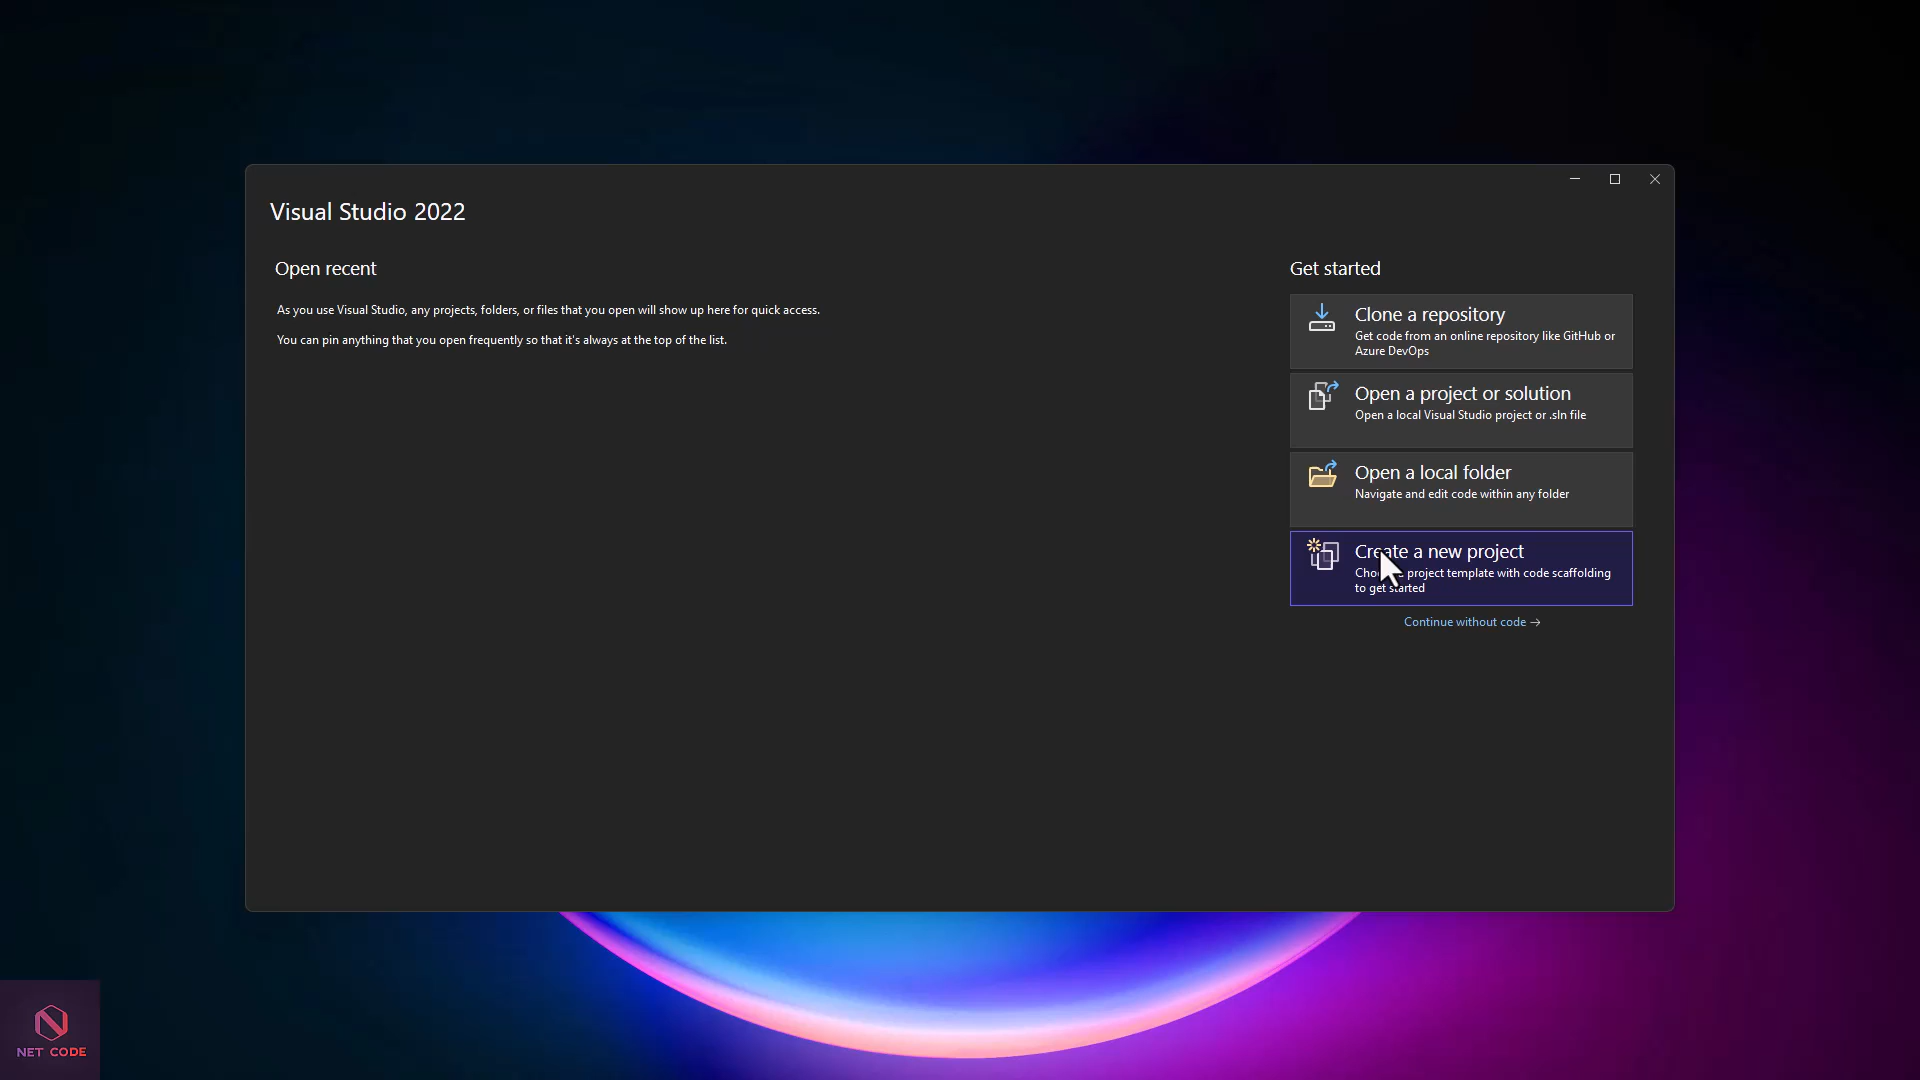 Visual Studio 2022
Open recent
As you use Visual Studio, any projects, folders, or files that you open will show up here for quick access.
You can pin anything that you open frequently so that it's always at the top of the list.
Get started
Clone a repository
Get code from an online repository like GitHub or
Azure DevOps
Open a project or solution
Open a local Visual Studio project or .sln file
Open a local folder
Navigate and edit code within any folder
Create a new project
project template with code scaffolding
to get started
Continue without code →
NET CODE